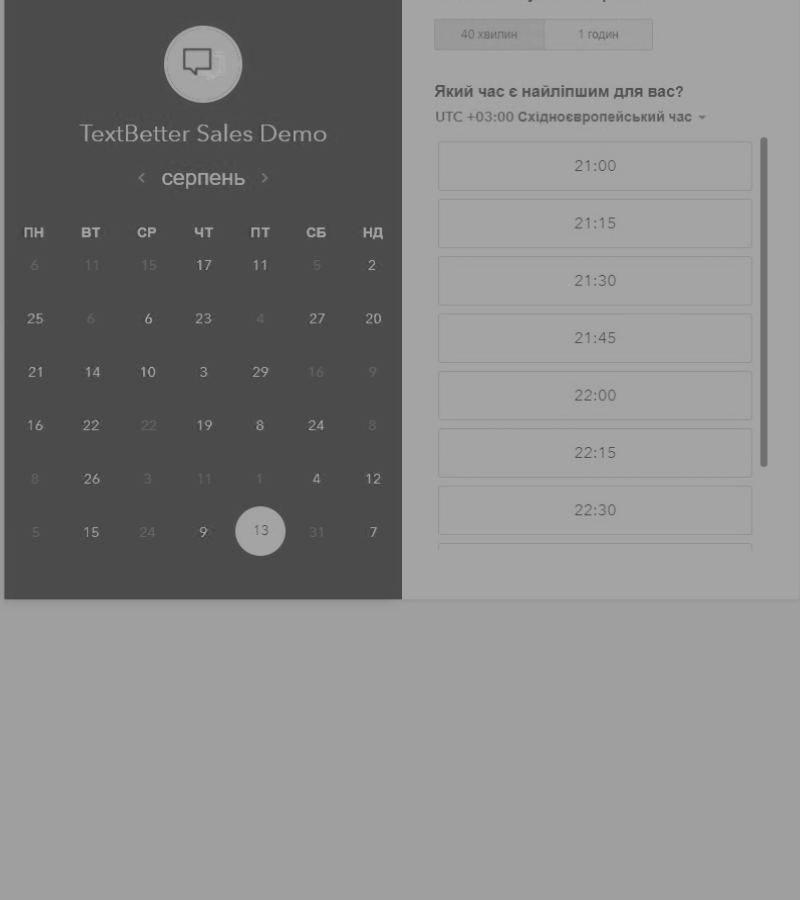 TextBetter Sales Demo
серпень
ПН ВТ СР ЧТ ПТ СБ НД
6 11 15 17 11 5 2
25 6 6 23 4 27 20
21 14 10 3 29 16 9
16 22 22 19 8 24 8
8 26 3 11 1 4 12
5 15 24 9 13 31 7
40 хвилин 1 годин
Який час є найліпшим для вас?
UTC +03:00 Східноєвропейський час
21:00
21:15
21:30
21:45
22:00
22:15
22:30